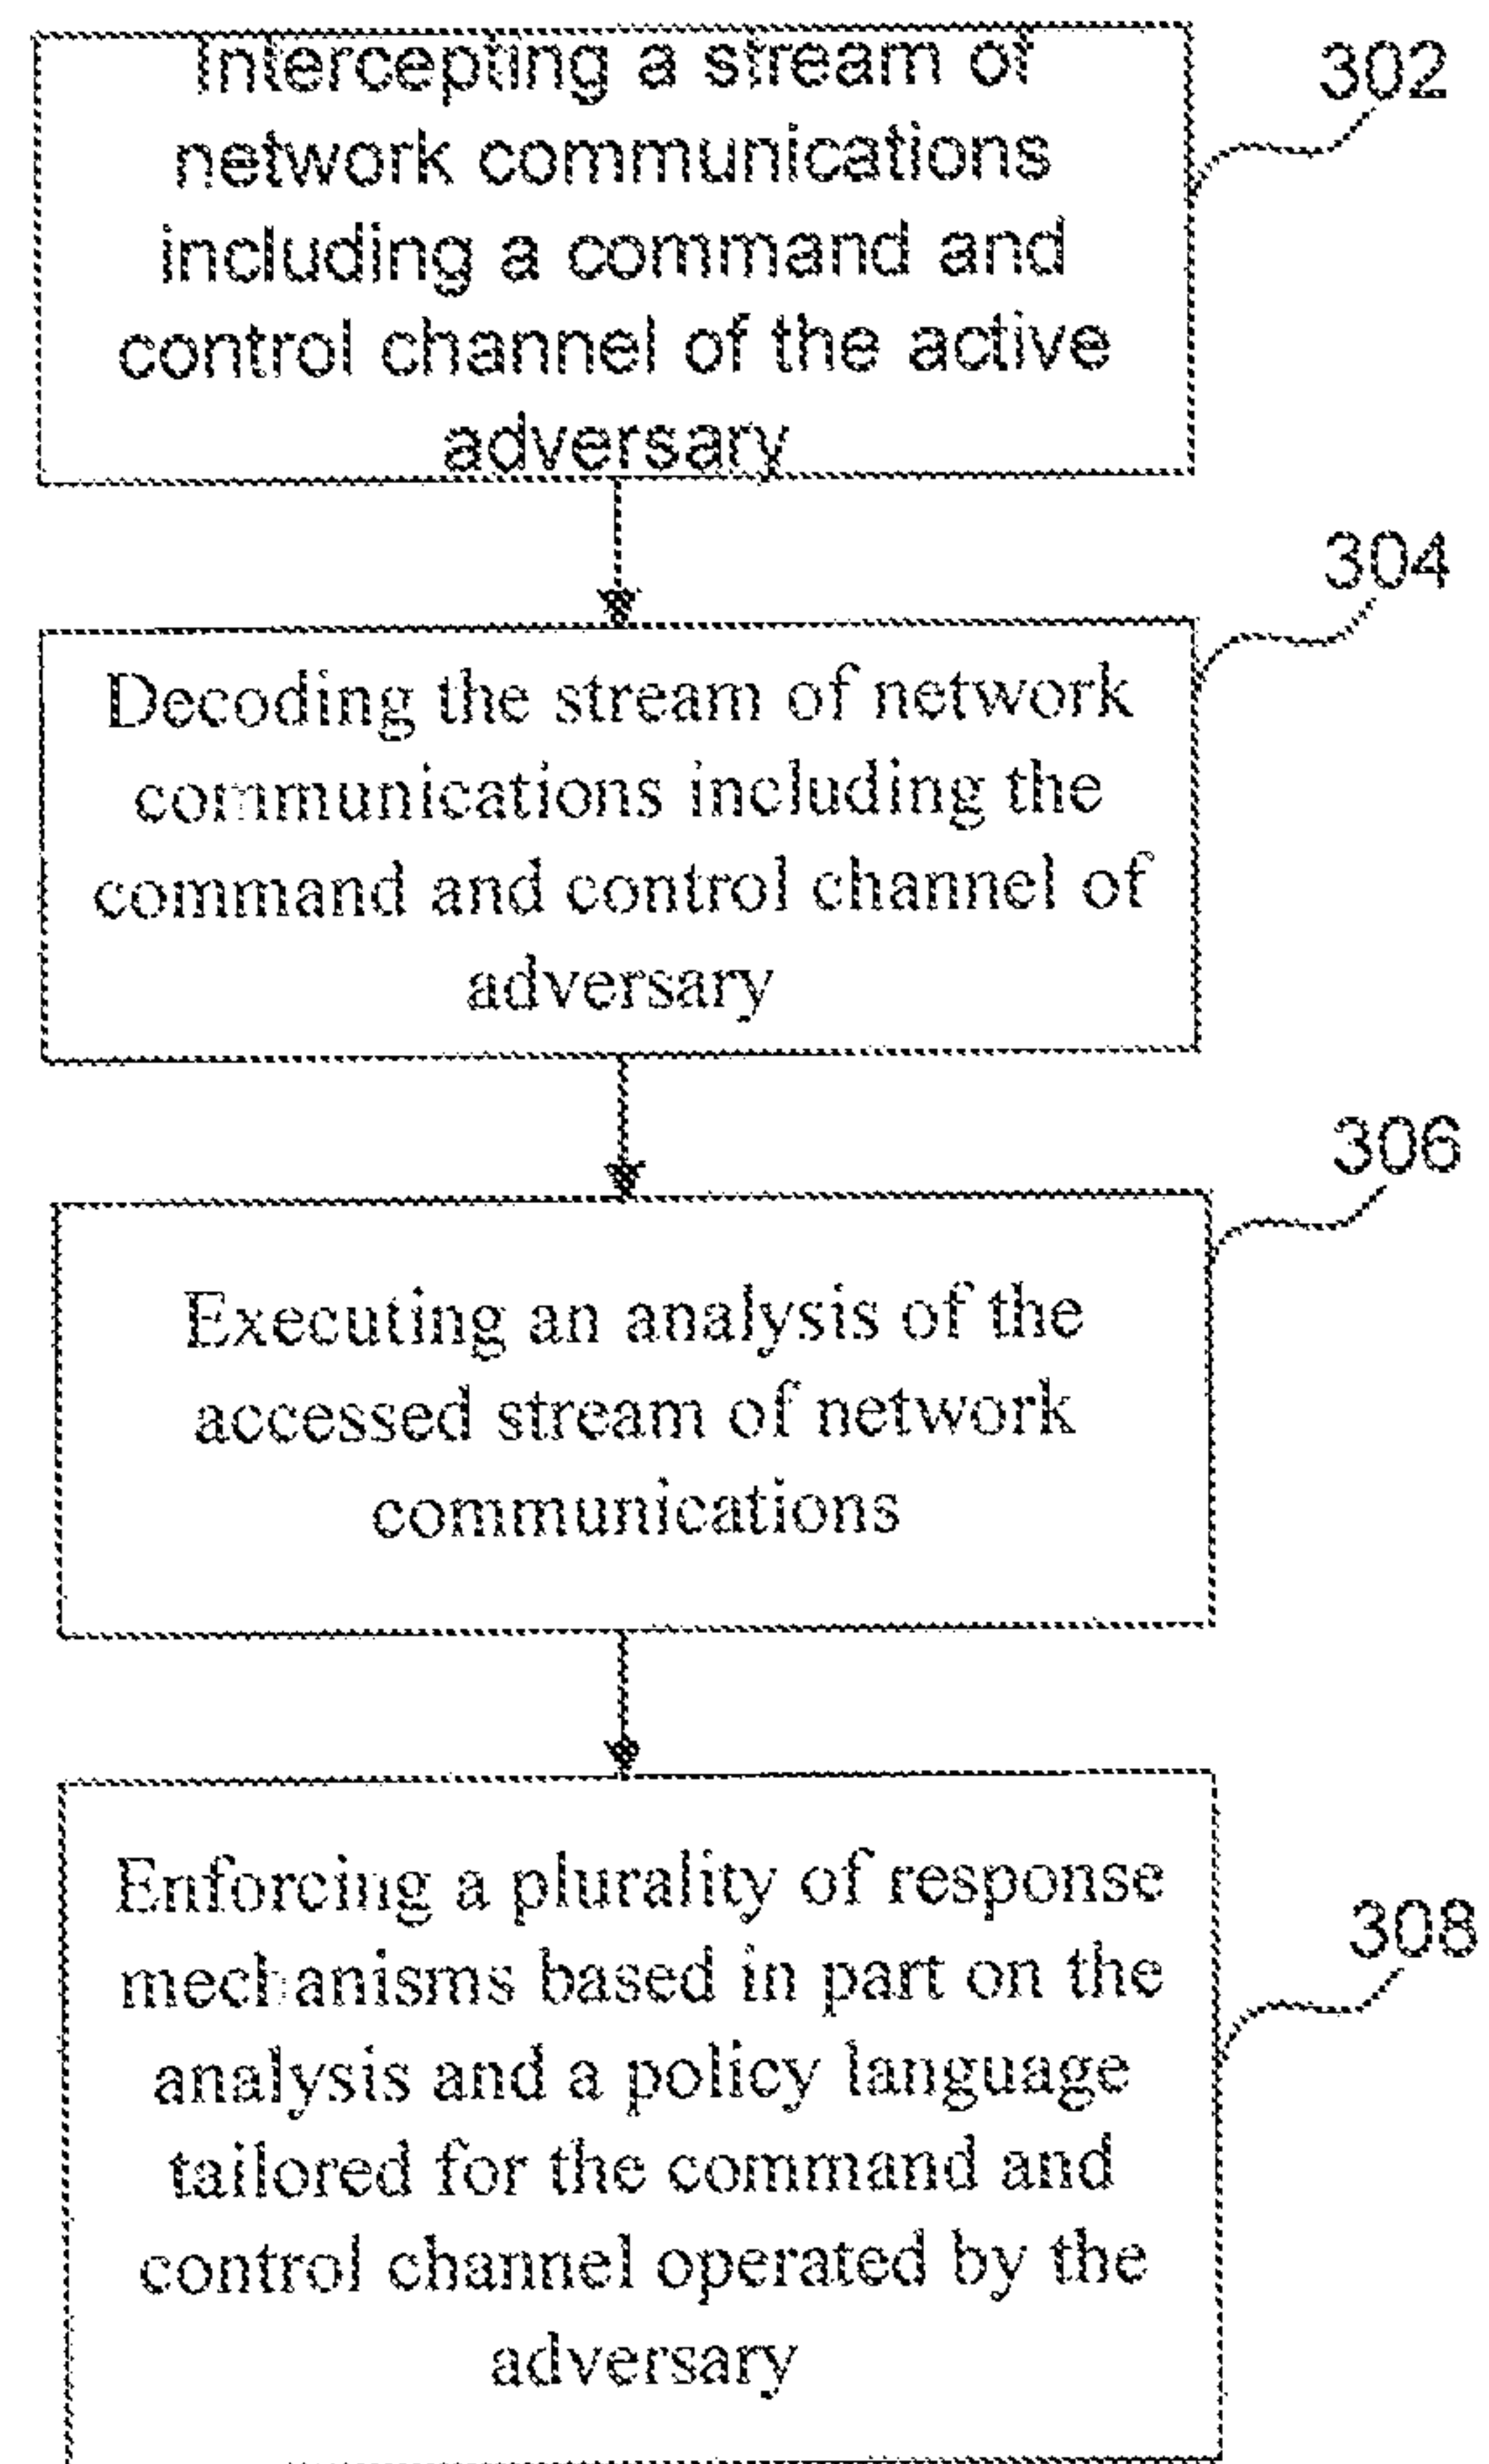 Intercepting a stream of
network communications
including a command and
control channel of the active
adversary
302
Decoding the stream of network
communications including the
command and control channel of
adversary
304
Executing an analysis of the
accessed stream of network
communications
306
Enforcing a plurality of response
mechanisms based in part on the
analysis and a policy language
tailored for the command and
control channel operated by the
adversary
308